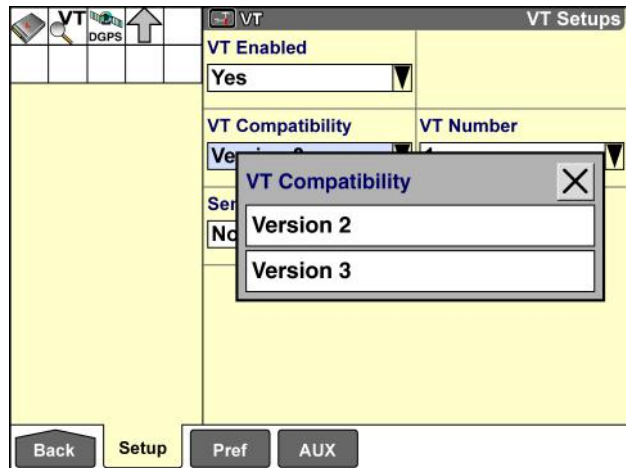 VT
DGPS
VT
VT Setups
VT Enabled
Yes
VT Compatibility
VT Number
VT Compatibility
Version 2
Version 3
Back
Setup
Pref
AUX